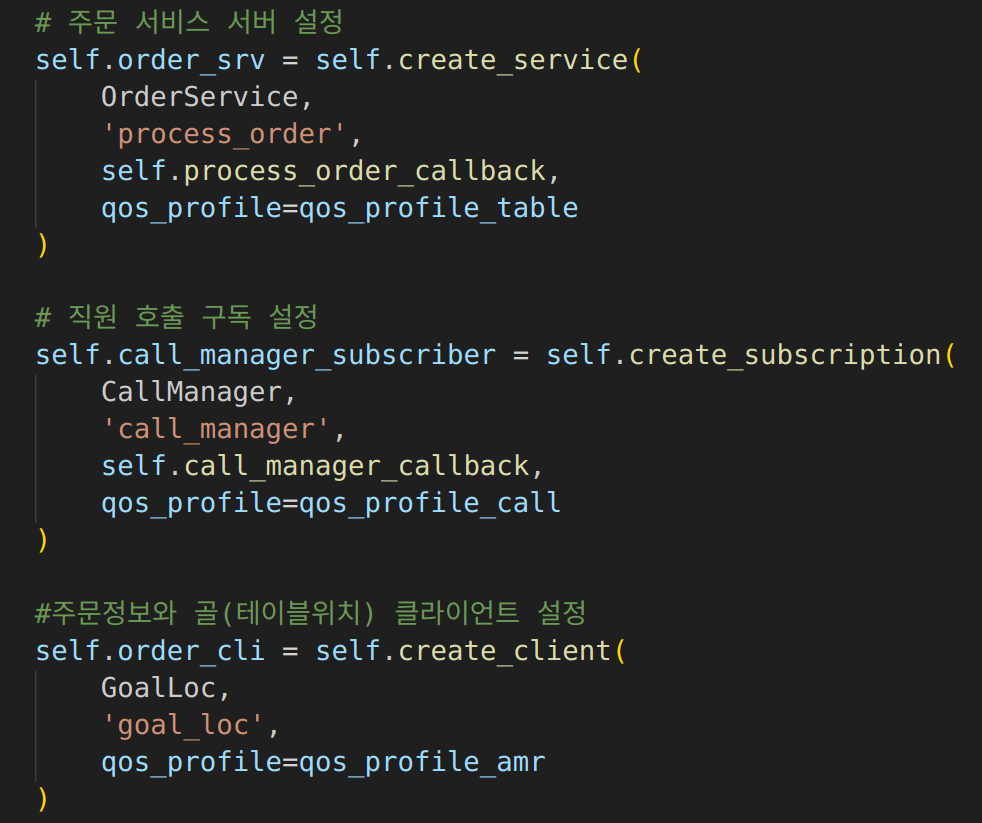 # 주문 서비스 서버 설정
self.order_srv = self.create_service(
OrderService,
'process_order',
self.process_order_callback,
qos_profile=qos_profile_table
)
# 직원 호출 구독 설정
self.call_manager_subscriber = self.create_subscription(
CallManager,
'call_manager',
self.call_manager_callback,
qos_profile=qos_profile_call
)
#주문정보와 골(테이블위치) 클라이언트 설정
self.order_cli = self.create_client(
GoalLoc,
'goal_loc',
qos_profile=qos_profile_amr
)